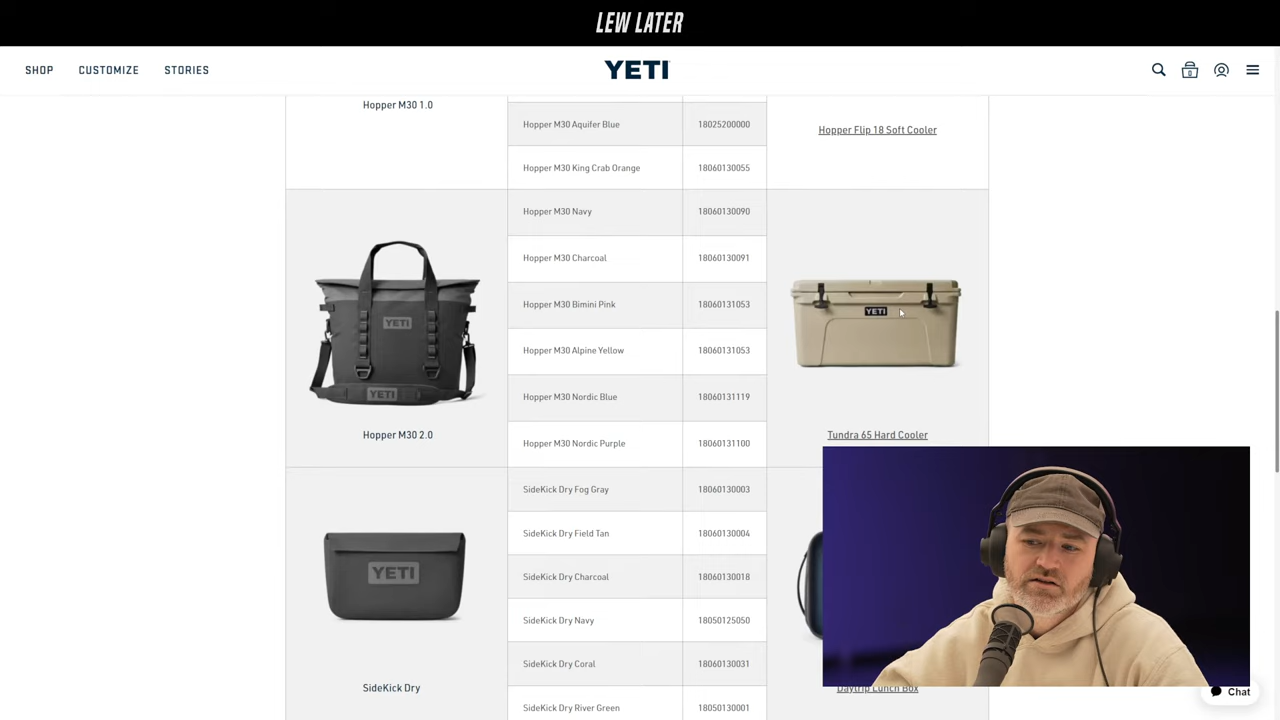 LEW LATER
SHOP CUSTOMIZE STORIES
YETI
0
Hopper M30 1.0
Hopper M30 Aquifer Blue 18025200000
Hopper M30 King Crab Orange 18060130055
Hopper Flip 18 Soft Cooler
YETI
YETI
Hopper M30 2.0
Hopper M30 Navy 18060130090
Hopper M30 Charcoal 18060130091
Hopper M30 Bimini Pink 18060131053
Hopper M30 Alpine Yellow 18060131053
Hopper M30 Nordic Blue 18060131119
Hopper M30 Nordic Purple 18060131100
YETI
Tundra 65 Hard Cooler
YETI
SideKick Dry
SideKick Dry Fog Gray 18060130003
SideKick Dry Field Tan 18060130004
SideKick Dry Charcoal 18060130018
SideKick Dry Navy 18050125050
SideKick Dry Coral 18060130031
SideKick Dry River Green 18050130001
Daytrip Lunch Box
Chat